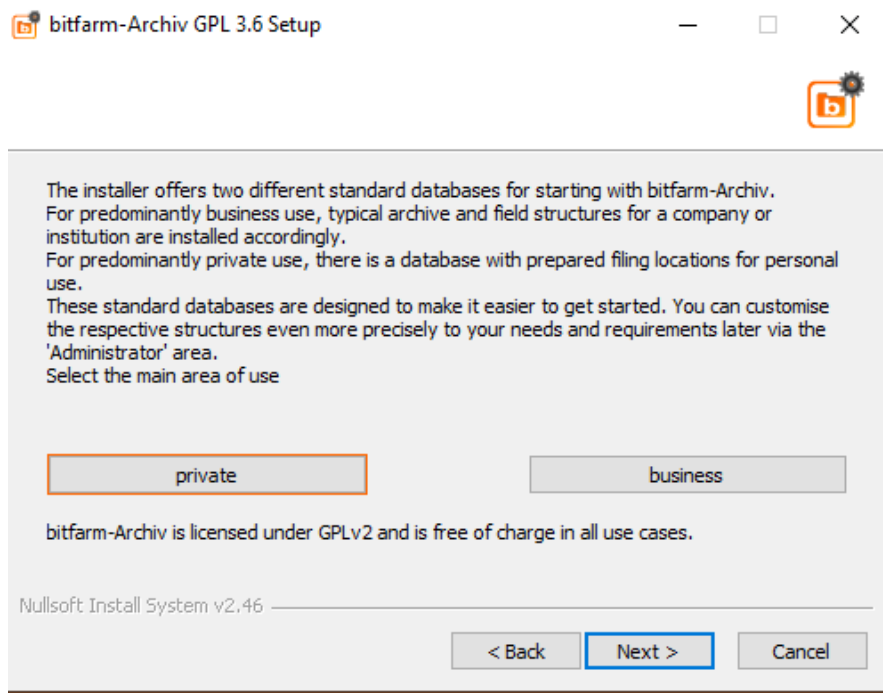 bitfarm-Archiv GPL 3.6 Setup
b
The installer offers two different standard databases for starting with bitfarm-Archiv.
For predominantly business use, typical archive and field structures for a company or
institution are installed accordingly.
For predominantly private use, there is a database with prepared filing locations for personal
use.
These standard databases are designed to make it easier to get started. You can customise
the respective structures even more precisely to your needs and requirements later via the
'Administrator' area.
Select the main area of use
private
business
bitfarm-Archiv is licensed under GPLv2 and is free of charge in all use cases.
Nullsoft Install System v2.46
< Back
Next >
Cancel